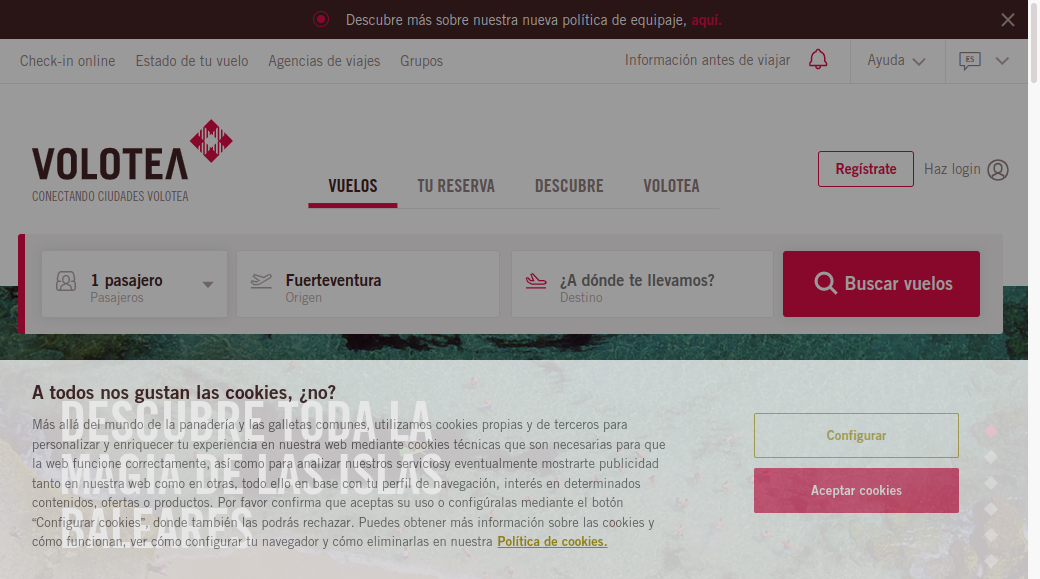 Descubre más sobre nuestra nueva política de equipaje, aquí.
Check-in online Estado de tu vuelo Agencias de viajes Grupos Información antes de viajar Ayuda ES
VOLOTEA
CONECTANDO CIUDADES VOLOTEA
VUELOS TU RESERVA DESCUBRE VOLOTEA
Regístrate Haz login
1 pasajero
Pasajeros
Fuerteventura
Origen
¿A dónde te llevamos?
Destino
Buscar vuelos
A todos nos gustan las cookies, ¿no?
Más allá del mundo de la panadería y las galletas comunes, utilizamos cookies propias y de terceros para
personalizar y enriquecer tu experiencia en nuestra web mediante cookies técnicas que son necesarias para que
la web funcione correctamente, así como para analizar nuestros serviciosy eventualmente mostrarte publicidad
tanto en nuestra web como en otras, todo ello en base con tu perfil de navegación, interés en determinados
contenidos, ofertas o productos. Por favor confirma que aceptas su uso o configúralas mediante el botón
“Configurar cookies”, donde también las podrás rechazar. Puedes obtener más información sobre las cookies y
cómo funcionan, ver cómo configurar tu navegador y cómo eliminarlas en nuestra Política de cookies.
Configurar
Aceptar cookies
DESCUBRE TODA LA
MAGIA DE LAS ISLAS
BALEARES